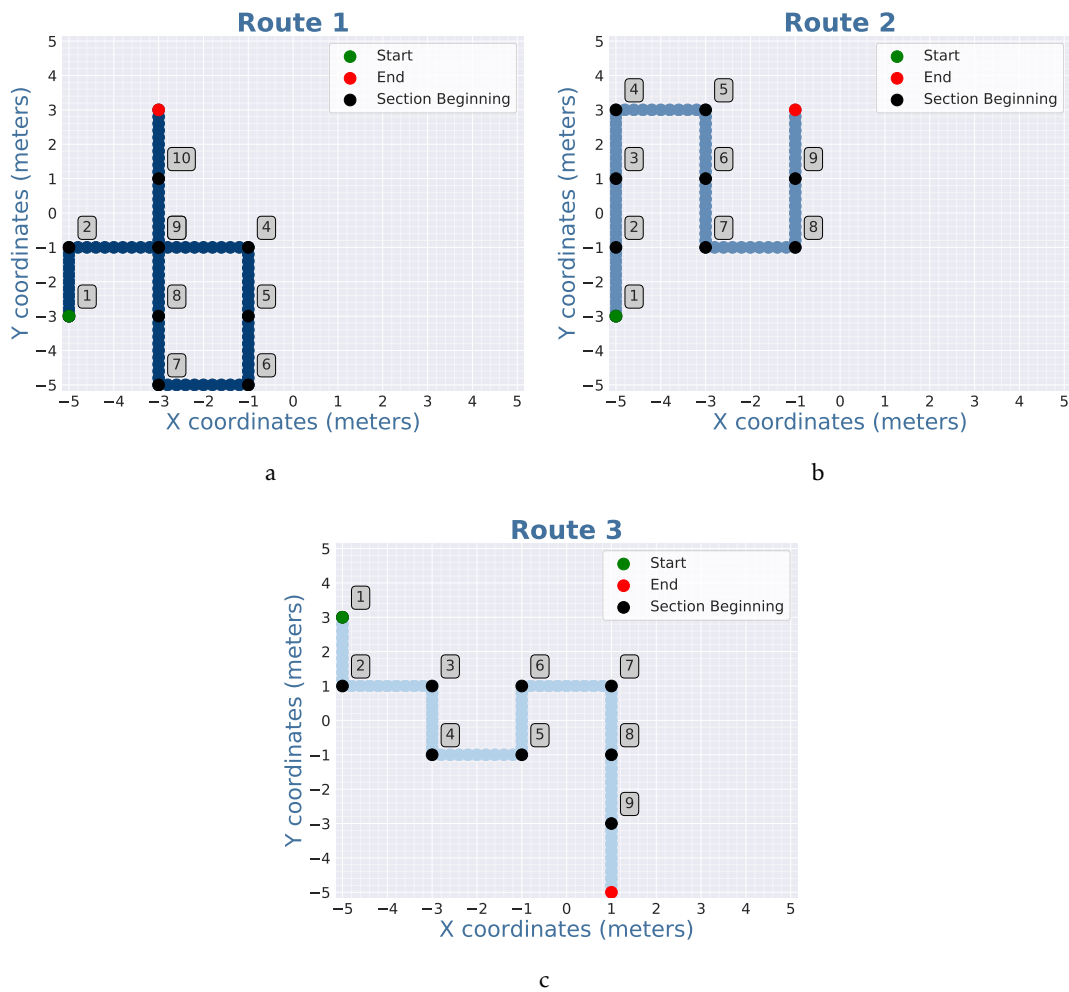 Route 1
Start
End
Section Beginning
5
4
3
2
1
0
−1
−2
−3
−4
−5
Y coordinates (meters)
10
2
9
4
1
8
5
7
6
−5 −4 −3 −2 −1 0 1 2 3 4 5
X coordinates (meters)
a
Route 2
Start
End
Section Beginning
5
4
3
2
1
0
−1
−2
−3
−4
−5
Y coordinates (meters)
4
5
3
6
9
2
7
8
1
−5 −4 −3 −2 −1 0 1 2 3 4 5
X coordinates (meters)
b
Route 3
Start
End
Section Beginning
5
4
3
2
1
0
−1
−2
−3
−4
−5
Y coordinates (meters)
1
2
3
6
7
4
5
8
9
−5 −4 −3 −2 −1 0 1 2 3 4 5
X coordinates (meters)
c